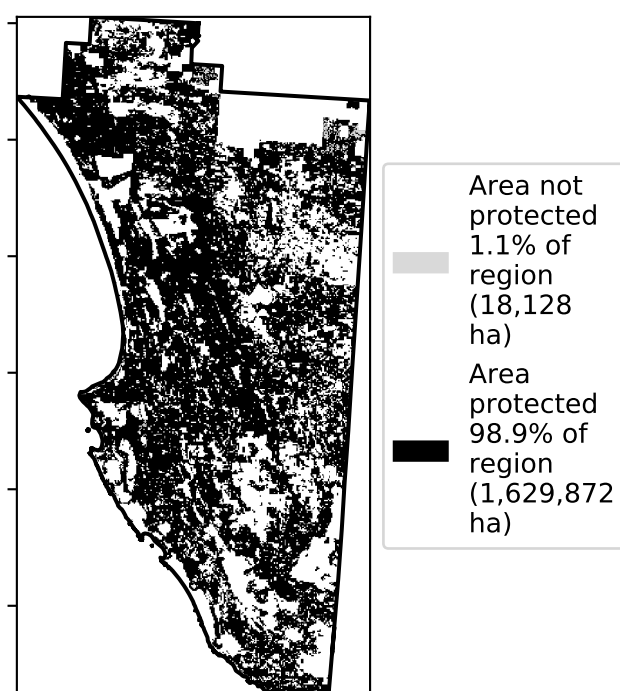 Area not
protected
1.1% of
region
(18,128
ha)
Area
protected
98.9% of
region
(1,629,872
ha)